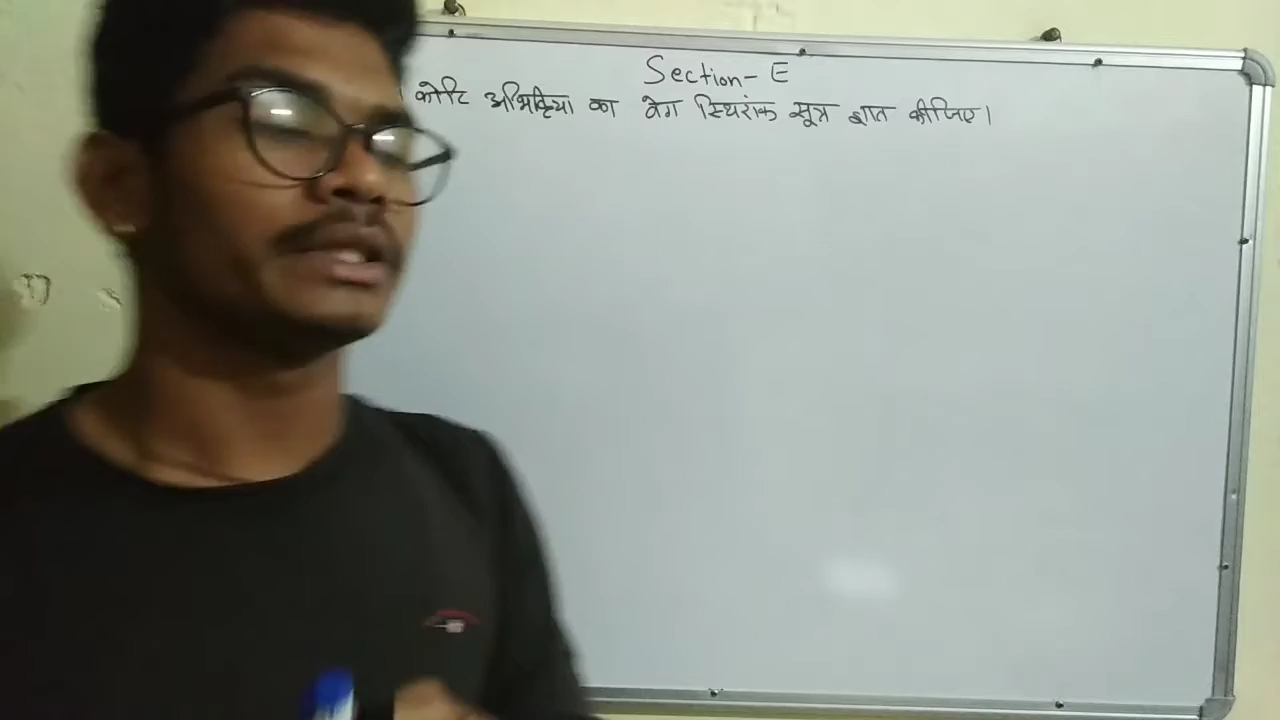 Section- E
कोटि अभिक्रिया का वेग स्थिरांक सूत्र ज्ञात कीजिए।